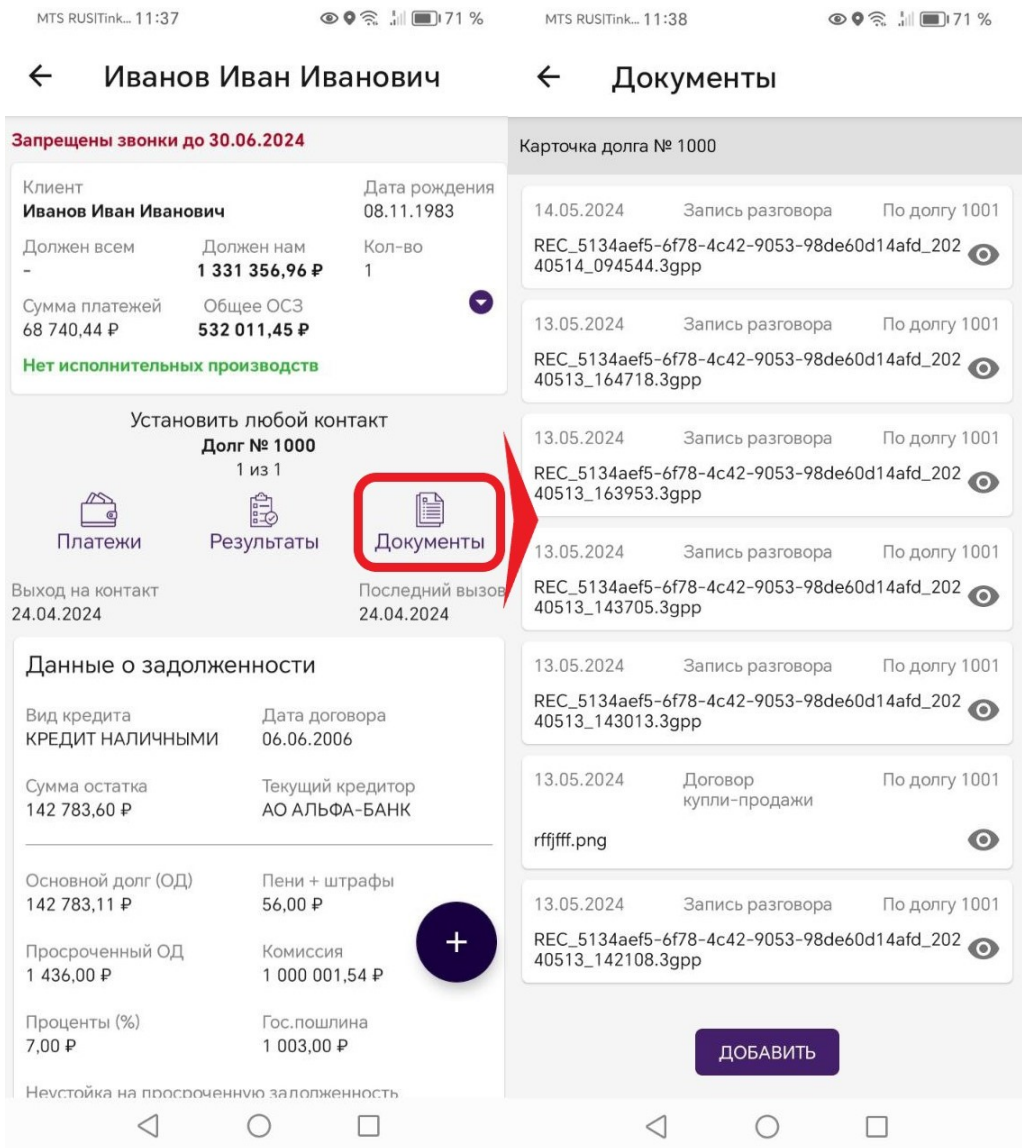 MTS RUS|Tink... 11:37
71 %
Иванов Иван Иванович
Запрещены звонки до 30.06.2024
Клиент
Дата рождения
Иванов Иван Иванович
08.11.1983
Должен всем
Должен нам
Кол-во
-
1 331 356,96 ₽
1
Сумма платежей
Общее ОСЗ
68 740,44 ₽
532 011,45 ₽
Нет исполнительных производств
Установить любой контакт
Долг № 1000
1 из 1
Платежи
Результаты
Документы
Выход на контакт
Последний вызов
24.04.2024
24.04.2024
Данные о задолженности
Вид кредита
Дата договора
КРЕДИТ НАЛИЧНЫМИ
06.06.2006
Сумма остатка
Текущий кредитор
142 783,60 ₽
АО АЛЬФА-БАНК
Основной долг (ОД)
Пени + штрафы
142 783,11 ₽
56,00 ₽
Просроченный ОД
Комиссия
1 436,00 ₽
1 000 001,54 ₽
+
Проценты (%)
Гос.пошлина
7,00 ₽
1 003,00 ₽
Неустойка на просроченную задолженность
MTS RUS|Tink... 11:38
71 %
Документы
Карточка долга № 1000
14.05.2024
Запись разговора
По долгу 1001
REC_5134aef5-6f78-4c42-9053-98de60d14afd_202
40514_094544.3gpp
13.05.2024
Запись разговора
По долгу 1001
REC_5134aef5-6f78-4c42-9053-98de60d14afd_202
40513_164718.3gpp
13.05.2024
Запись разговора
По долгу 1001
REC_5134aef5-6f78-4c42-9053-98de60d14afd_202
40513_163953.3gpp
13.05.2024
Запись разговора
По долгу 1001
REC_5134aef5-6f78-4c42-9053-98de60d14afd_202
40513_143705.3gpp
13.05.2024
Запись разговора
По долгу 1001
REC_5134aef5-6f78-4c42-9053-98de60d14afd_202
40513_143013.3gpp
13.05.2024
Договор
купли-продажи
По долгу 1001
rffjfff.png
13.05.2024
Запись разговора
По долгу 1001
REC_5134aef5-6f78-4c42-9053-98de60d14afd_202
40513_142108.3gpp
ДОБАВИТЬ